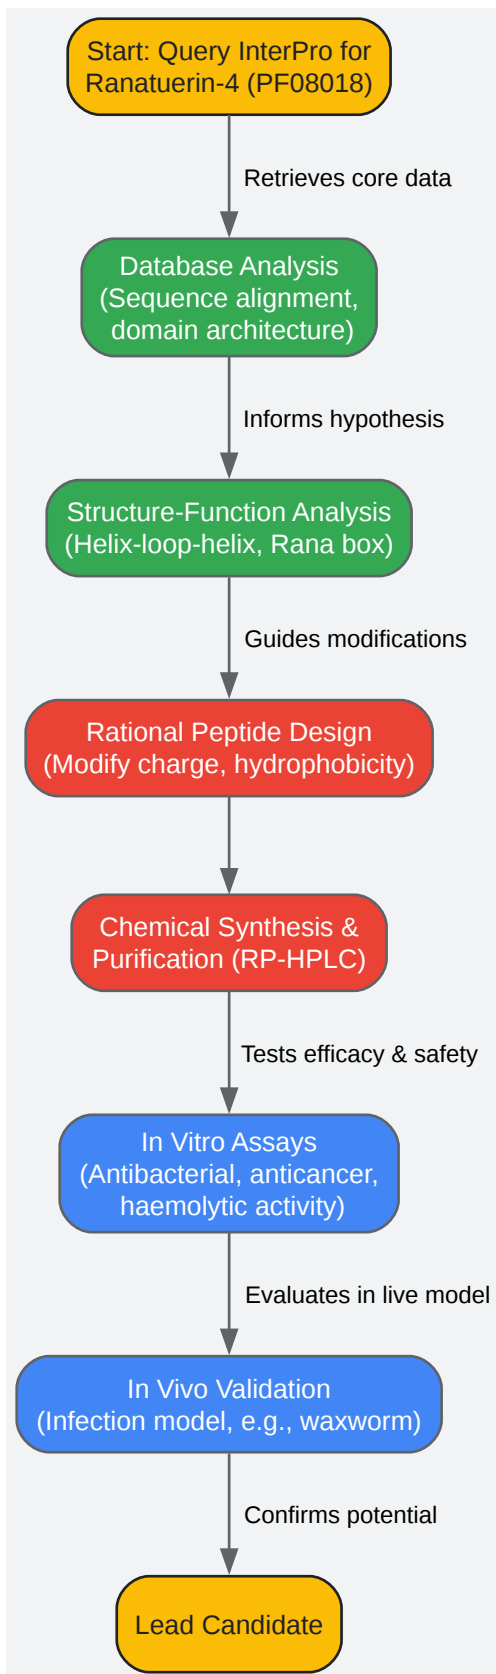 Start: Query InterPro for
Ranatuerin-4 (PF08018)
Retrieves core data
Database Analysis
(Sequence alignment,
domain architecture)
Informs hypothesis
Structure-Function Analysis
(Helix-loop-helix, Rana box)
Guides modifications
Rational Peptide Design
(Modify charge, hydrophobicity)
Chemical Synthesis &
Purification (RP-HPLC)
Tests efficacy & safety
In Vitro Assays
(Antibacterial, anticancer,
haemolytic activity)
Evaluates in live model
In Vivo Validation
(Infection model, e.g., waxworm)
Confirms potential
Lead Candidate